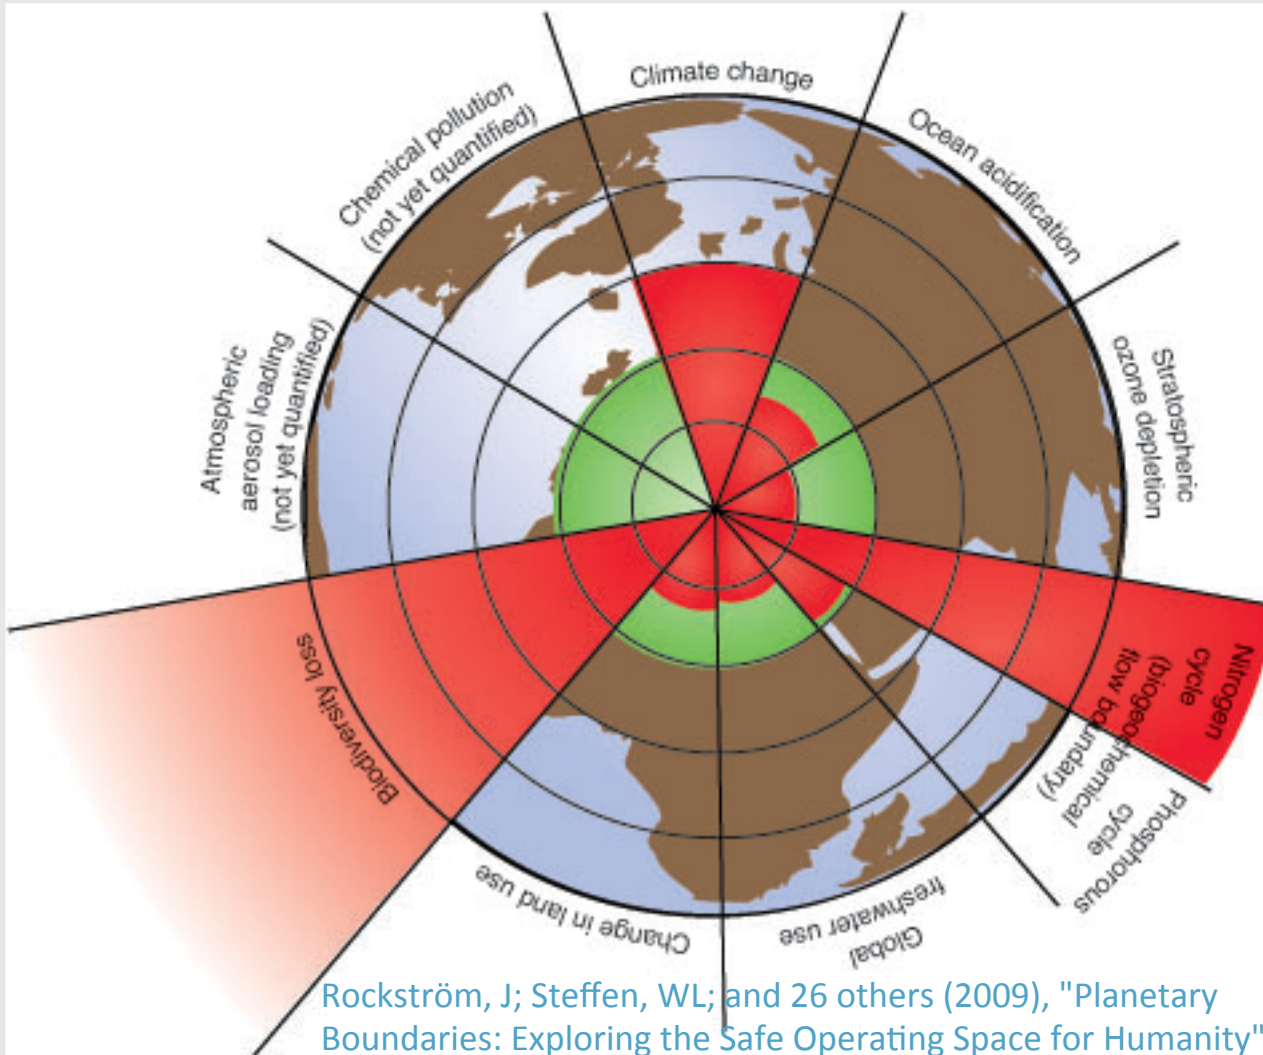 Climate change
Ocean acidification
Stratospheric
ozone depletion
Nitrogen
cycle
(biogeochemical
flow boundary)
Phosphorous
cycle
Global
freshwater use
Change in land use
Biodiversity loss
Atmospheric
aerosol loading
(not yet quantified)
Chemical pollution
(not yet quantified)
Rockström, J; Steffen, WL; and 26 others (2009), "Planetary
Boundaries: Exploring the Safe Operating Space for Humanity"